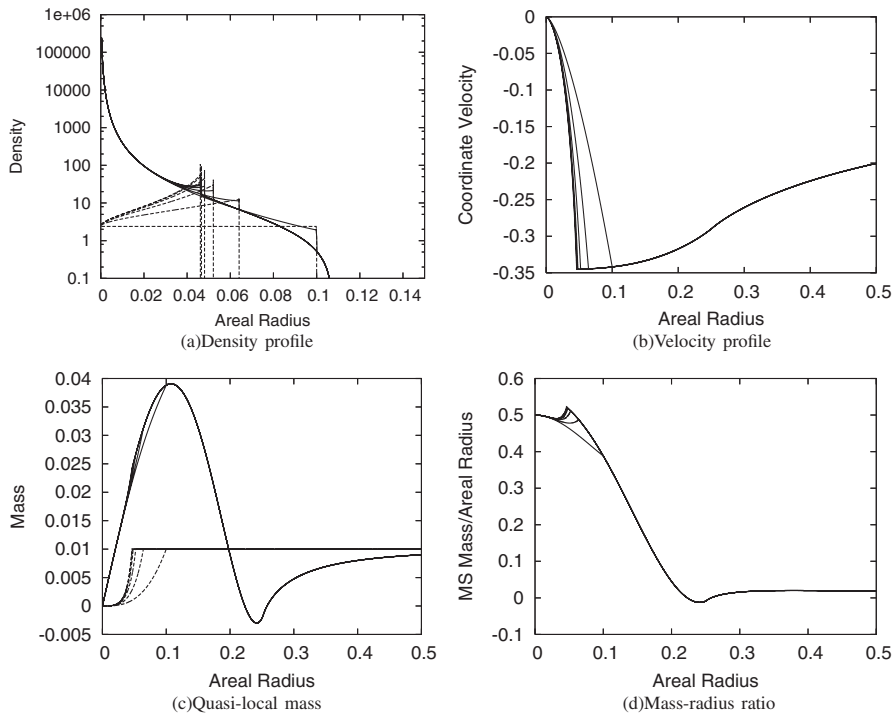 1e+06
100000
10000
1000
100
10
1
0.1
Density
0 0.02 0.04 0.06 0.08 0.1 0.12 0.14
Areal Radius
(a)Density profile
0
-0.05
-0.1
-0.15
-0.2
-0.25
-0.3
-0.35
Coordinate Velocity
0 0.1 0.2 0.3 0.4 0.5
Areal Radius
(b)Velocity profile
0.04
0.035
0.03
0.025
0.02
0.015
0.01
0.005
0
-0.005
Mass
0 0.1 0.2 0.3 0.4 0.5
Areal Radius
(c)Quasi-local mass
0.6
0.5
0.4
0.3
0.2
0.1
0
-0.1
MS Mass/Areal Radius
0 0.1 0.2 0.3 0.4 0.5
Areal Radius
(d)Mass-radius ratio